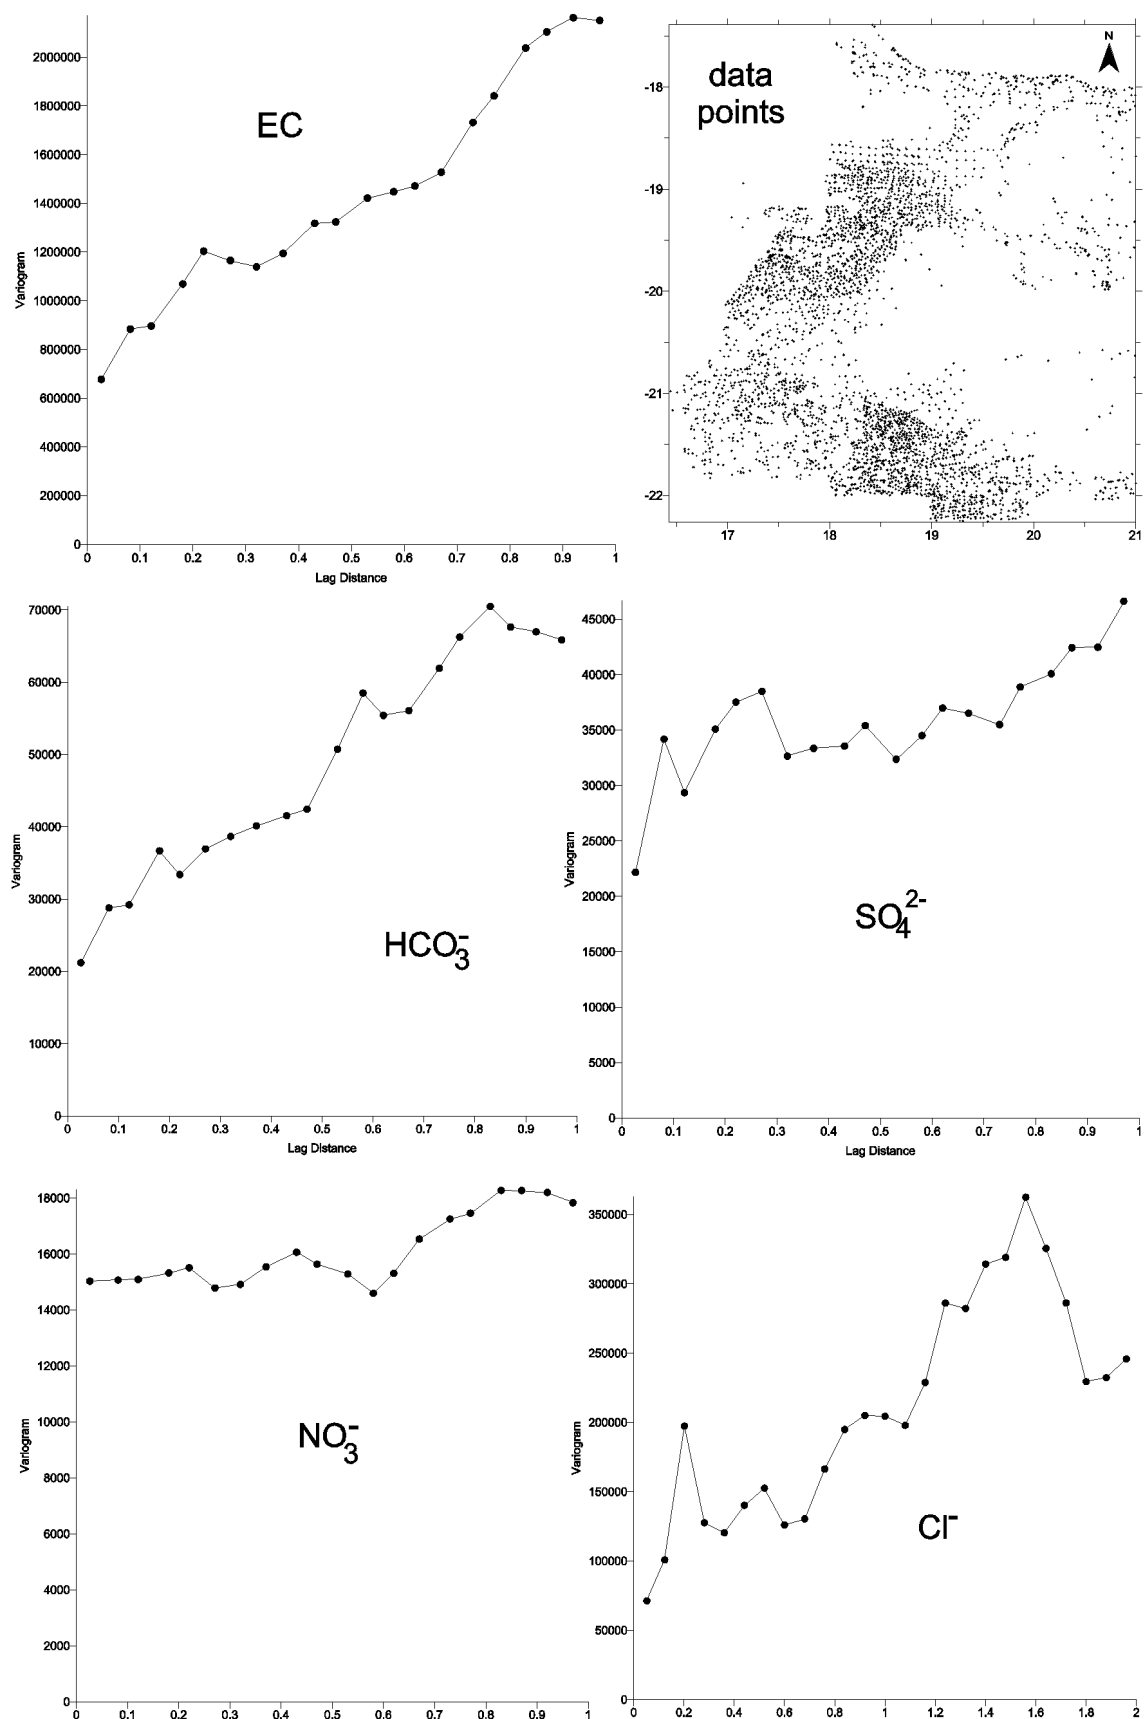 EC
Variogram
2000000
1800000
1600000
1400000
1200000
1000000
800000
600000
400000
200000
0
0 0.1 0.2 0.3 0.4 0.5 0.6 0.7 0.8 0.9 1
Lag Distance
data
points
N
-18
-19
-20
-21
-22
17 18 19 20 21
HCO₃⁻
Variogram
70000
60000
50000
40000
30000
20000
10000
0
0 0.1 0.2 0.3 0.4 0.5 0.6 0.7 0.8 0.9 1
Lag Distance
SO₄²⁻
Variogram
45000
40000
35000
30000
25000
20000
15000
10000
5000
0
0 0.1 0.2 0.3 0.4 0.5 0.6 0.7 0.8 0.9 1
Lag Distance
NO₃⁻
Variogram
18000
16000
14000
12000
10000
8000
6000
4000
2000
0
0 0.1 0.2 0.3 0.4 0.5 0.6 0.7 0.8 0.9 1
Cl⁻
Variogram
350000
300000
250000
200000
150000
100000
50000
0
0 0.2 0.4 0.6 0.8 1 1.2 1.4 1.6 1.8 2